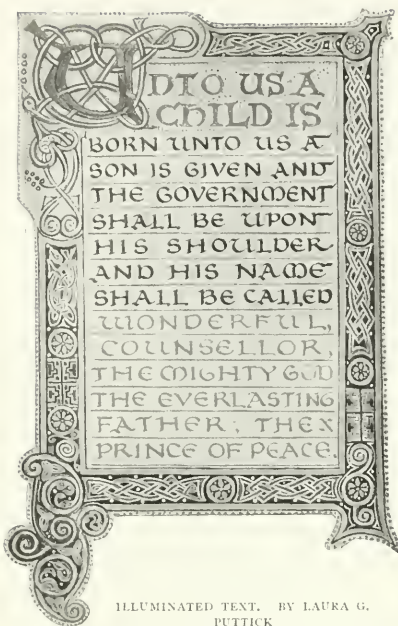 UNTO US A
CHILD IS
BORN UNTO US A
SON IS GIVEN AND
THE GOVERNMENT
SHALL BE UPON
HIS SHOULDER
AND HIS NAME
SHALL BE CALLED
WONDERFUL,
COUNSELLOR,
THE MIGHTY GOD
THE EVERLASTING
FATHER, THE
PRINCE OF PEACE.
ILLUMINATED TEXT. BY LAURA G.
PUTTICK